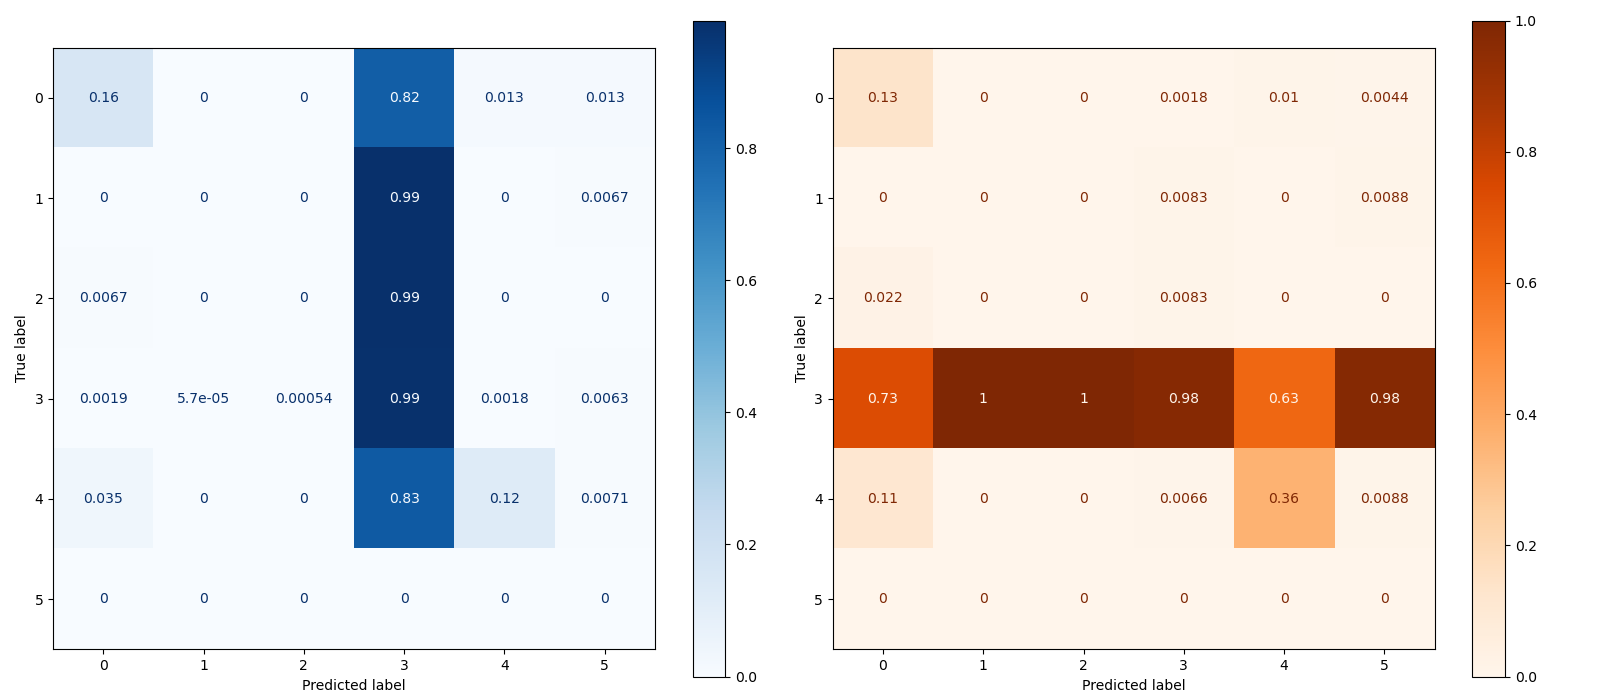 0 0.16 0 0 0.82 0.013 0.013
1 0 0 0 0.99 0 0.0067
2 0.0067 0 0 0.99 0 0
3 0.0019 5.7e-05 0.00054 0.99 0.0018 0.0063
4 0.035 0 0 0.83 0.12 0.0071
5 0 0 0 0 0 0
0 1 2 3 4 5
Predicted label
True label
0.8
0.6
0.4
0.2
0.0
0 0.13 0 0 0.0018 0.01 0.0044
1 0 0 0 0.0083 0 0.0088
2 0.022 0 0 0.0083 0 0
3 0.73 1 1 0.98 0.63 0.98
4 0.11 0 0 0.0066 0.36 0.0088
5 0 0 0 0 0 0
0 1 2 3 4 5
Predicted label
True label
1.0
0.8
0.6
0.4
0.2
0.0